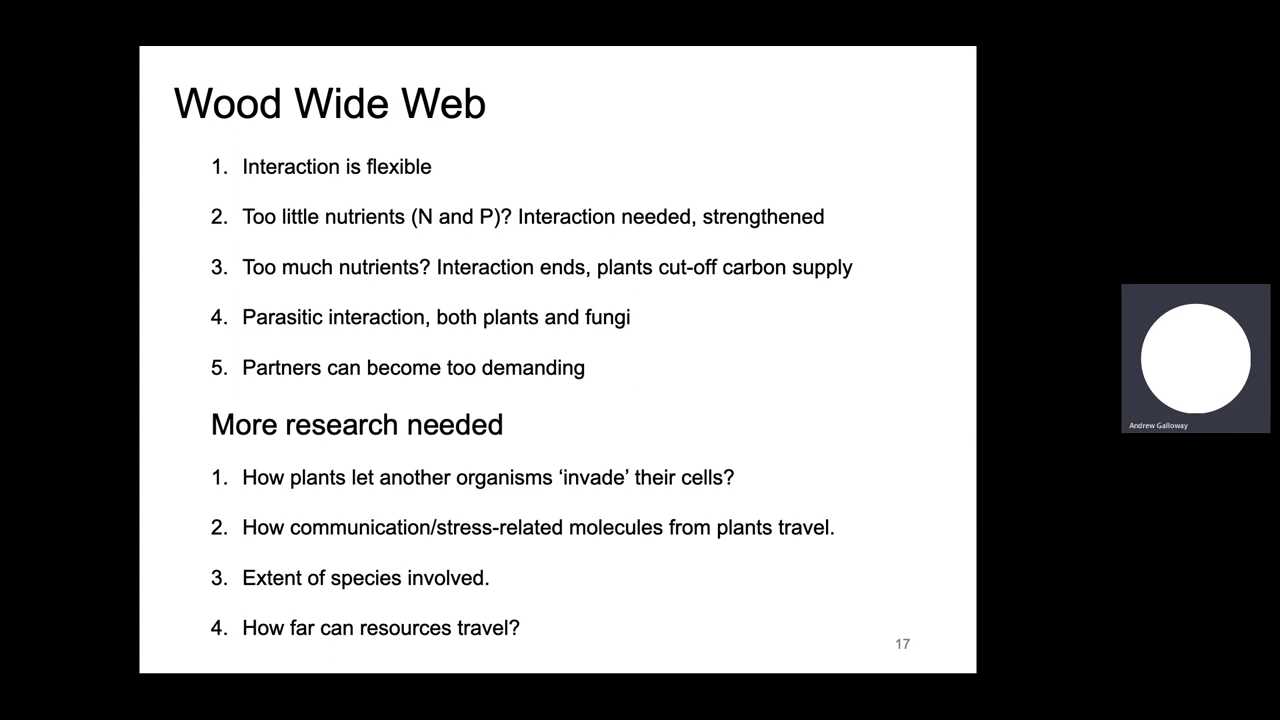 Wood Wide Web
1. Interaction is flexible
2. Too little nutrients (N and P)? Interaction needed, strengthened
3. Too much nutrients? Interaction ends, plants cut-off carbon supply
4. Parasitic interaction, both plants and fungi
5. Partners can become too demanding
More research needed
1. How plants let another organisms ‘invade’ their cells?
2. How communication/stress-related molecules from plants travel.
3. Extent of species involved.
4. How far can resources travel?
17
Andrew Galloway